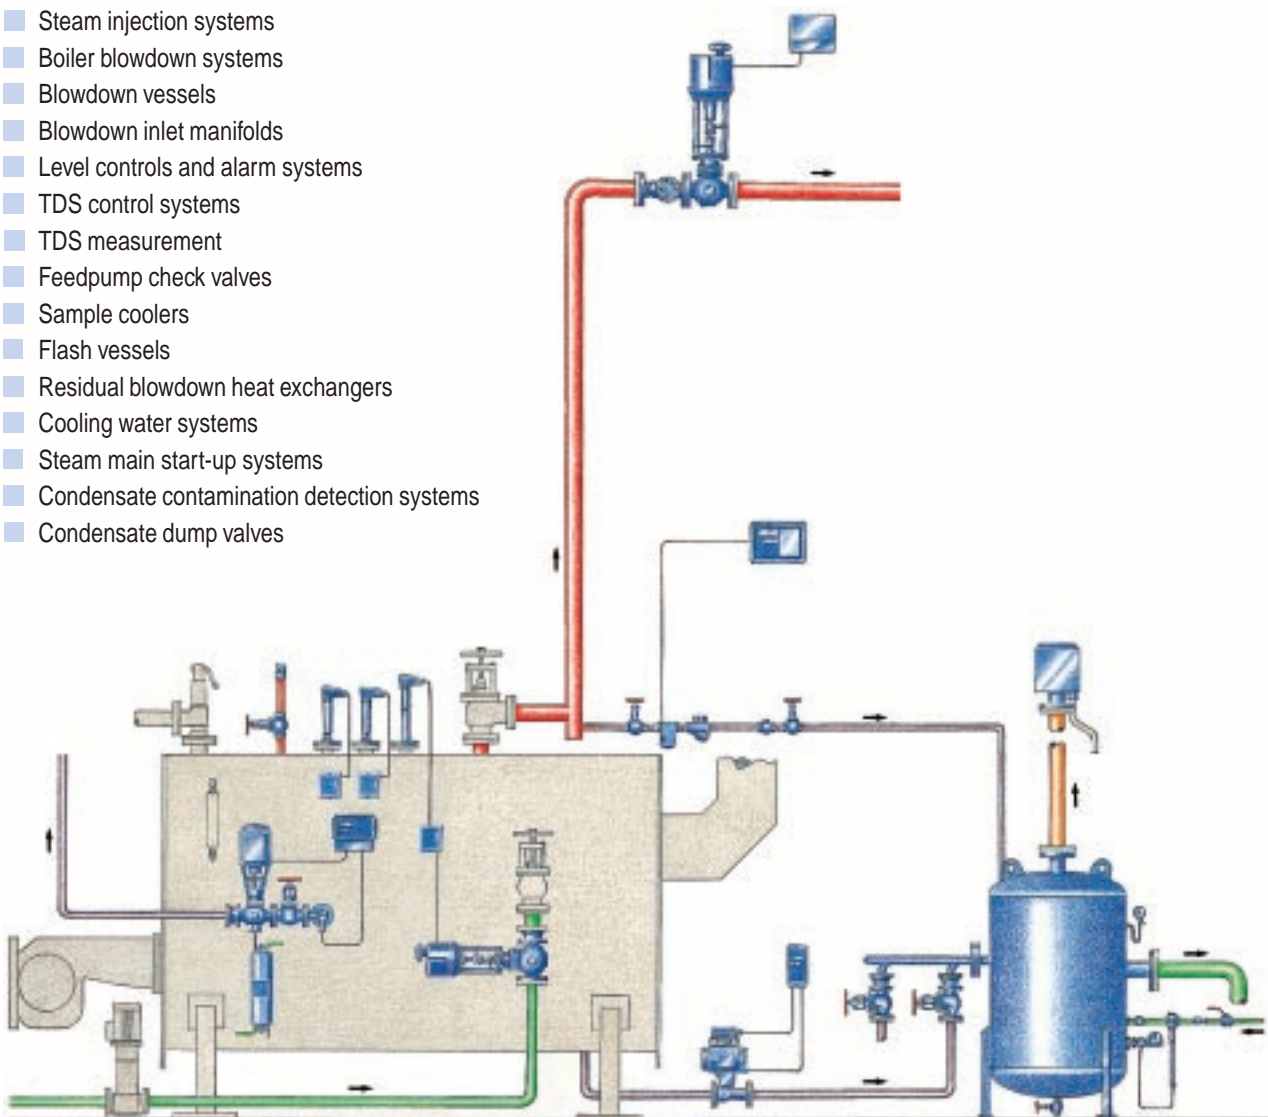 Steam injection systems
Boiler blowdown systems
Blowdown vessels
Blowdown inlet manifolds
Level controls and alarm systems
TDS control systems
TDS measurement
Feedpump check valves
Sample coolers
Flash vessels
Residual blowdown heat exchangers
Cooling water systems
Steam main start-up systems
Condensate contamination detection systems
Condensate dump valves